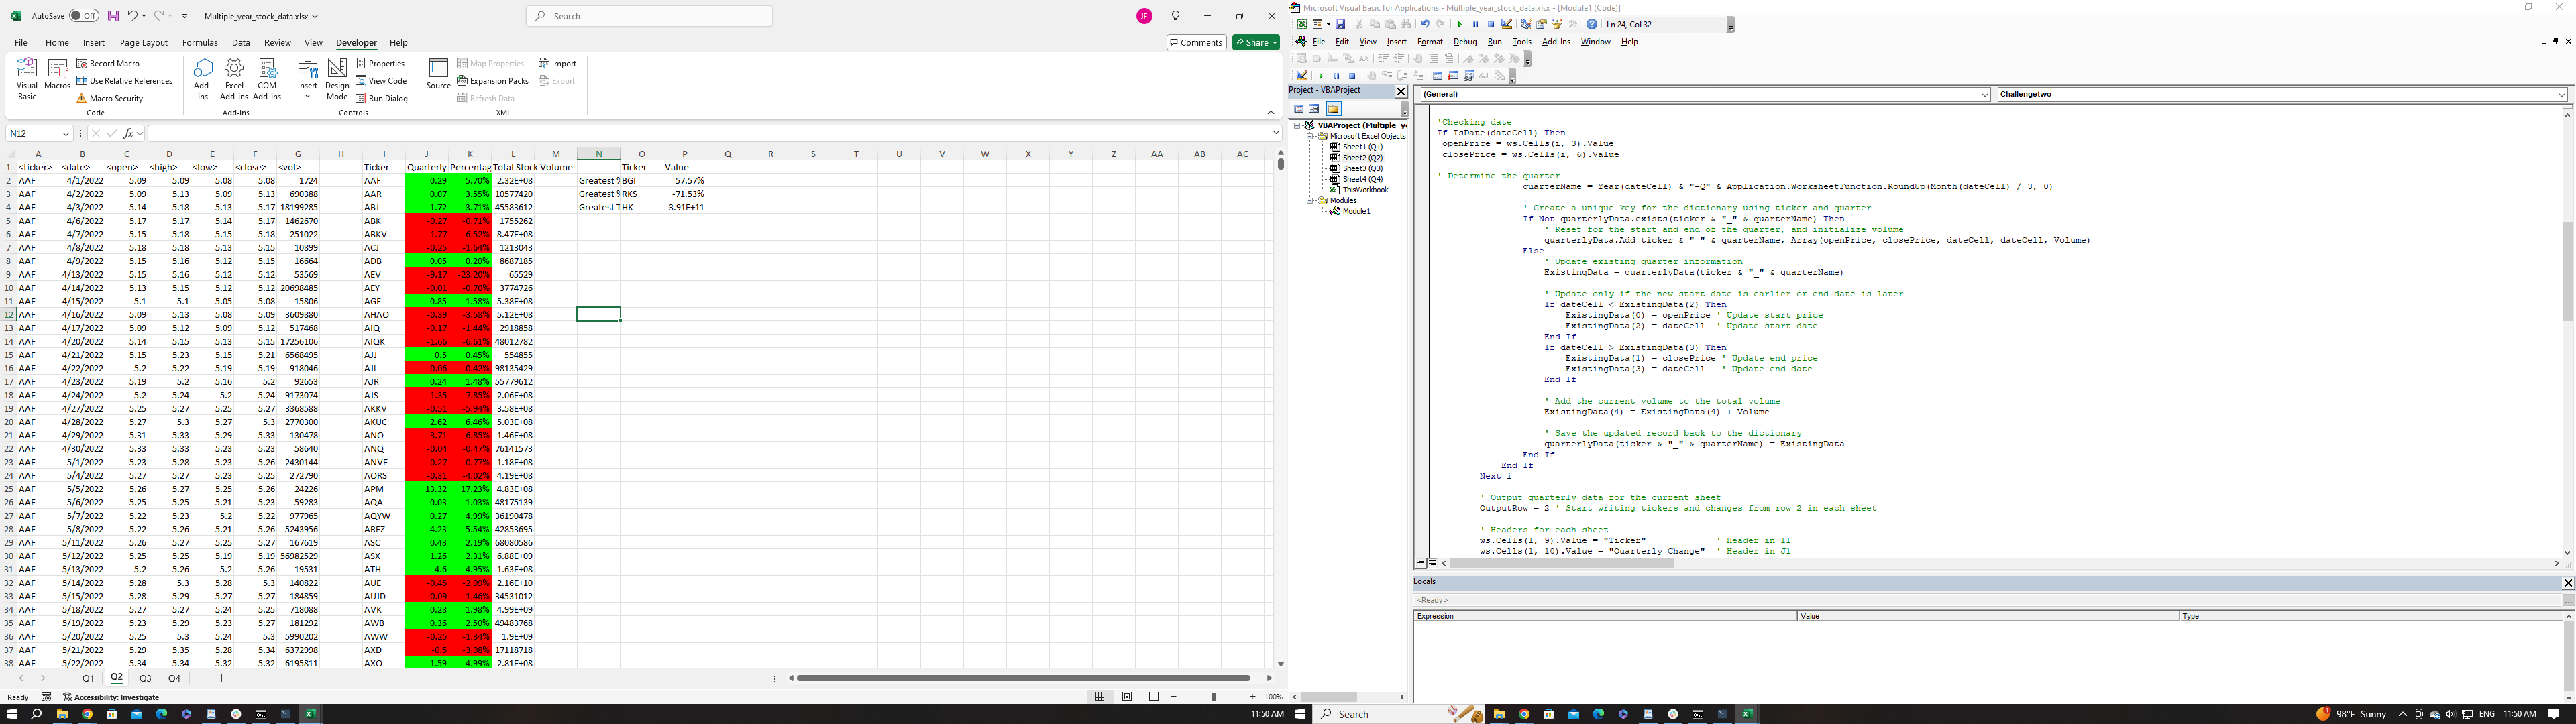 AutoSave Off Multiple_year_stock_data.xlsx Search JF
File Home Insert Page Layout Formulas Data Review View Developer Help Comments Share
Visual Basic Macros Record Macro Use Relative References Macro Security Code
Add-ins Excel Add-ins COM Add-ins Add-ins
Insert Design Mode Properties View Code Run Dialog Controls
Source Map Properties Expansion Packs Refresh Data Import Export XML
N12 fx
A B C D E F G H I J K L M N O P Q R S T U V W X Y Z AA AB AC
1 <ticker> <date> <open> <high> <low> <close> <vol> Ticker Quarterly Percentag Total Stock Volume Ticker Value
2 AAF 4/1/2022 5.09 5.09 5.08 5.08 1724 AAF 0.29 5.70% 2.32E+08 Greatest % BGI 57.57%
3 AAF 4/2/2022 5.09 5.13 5.09 5.13 690388 AAR 0.07 3.55% 10577420 Greatest % RKS -71.53%
4 AAF 4/3/2022 5.14 5.18 5.13 5.17 18199285 ABJ 1.72 3.71% 45583612 Greatest T HK 3.91E+11
5 AAF 4/6/2022 5.17 5.17 5.14 5.17 1462670 ABK -0.27 -0.71% 1755262
6 AAF 4/7/2022 5.15 5.18 5.15 5.18 251022 ABKV -1.77 -6.52% 8.47E+08
7 AAF 4/8/2022 5.18 5.18 5.13 5.15 10899 ACJ -0.25 -1.64% 1213043
8 AAF 4/9/2022 5.15 5.16 5.12 5.15 16664 ADB 0.05 0.20% 8687185
9 AAF 4/13/2022 5.15 5.16 5.12 5.12 53569 AEV -9.17 -23.20% 65529
10 AAF 4/14/2022 5.13 5.15 5.12 5.12 20698485 AEY -0.01 -0.70% 3774726
11 AAF 4/15/2022 5.1 5.1 5.05 5.08 15806 AGF 0.85 1.58% 5.38E+08
12 AAF 4/16/2022 5.09 5.13 5.08 5.09 3609880 AHAO -0.39 -3.58% 5.12E+08
13 AAF 4/17/2022 5.09 5.12 5.09 5.12 517468 AIQ -0.17 -1.44% 2918858
14 AAF 4/20/2022 5.14 5.15 5.13 5.15 17256106 AIQK -1.66 -6.61% 48012782
15 AAF 4/21/2022 5.15 5.23 5.15 5.21 6568495 AJJ 0.5 0.45% 554855
16 AAF 4/22/2022 5.2 5.22 5.19 5.19 918046 AJL -0.06 -0.42% 98135429
17 AAF 4/23/2022 5.19 5.2 5.16 5.2 92653 AJR 0.24 1.48% 55779612
18 AAF 4/24/2022 5.2 5.24 5.2 5.24 9173074 AJS -1.35 -7.85% 2.06E+08
19 AAF 4/27/2022 5.25 5.27 5.25 5.27 3368588 AKKV -0.51 -5.94% 3.58E+08
20 AAF 4/28/2022 5.27 5.3 5.27 5.3 2770300 AKUC 2.62 6.46% 5.03E+08
21 AAF 4/29/2022 5.31 5.33 5.29 5.33 130478 ANO -3.71 -6.85% 1.46E+08
22 AAF 4/30/2022 5.33 5.33 5.23 5.24 58640 ANQ -0.04 -0.47% 76141573
23 AAF 5/1/2022 5.23 5.28 5.23 5.26 2430144 ANVE -0.27 -0.77% 1.18E+08
24 AAF 5/4/2022 5.27 5.27 5.23 5.25 272790 AORS -0.31 -4.02% 4.19E+08
25 AAF 5/5/2022 5.26 5.27 5.25 5.26 24226 APM 13.32 17.23% 4.83E+08
26 AAF 5/6/2022 5.25 5.25 5.21 5.23 59283 AQA 0.03 1.03% 48175139
27 AAF 5/7/2022 5.22 5.23 5.2 5.22 977965 AQYW 0.27 4.99% 36190478
28 AAF 5/8/2022 5.22 5.26 5.21 5.26 5243956 AREZ 4.23 5.54% 42853695
29 AAF 5/11/2022 5.26 5.27 5.25 5.27 167619 ASC 0.43 2.19% 68080586
30 AAF 5/12/2022 5.25 5.25 5.19 5.19 56982529 ASX 1.26 2.31% 6.88E+09
31 AAF 5/13/2022 5.2 5.26 5.2 5.26 19531 ATH 4.6 4.95% 1.63E+08
32 AAF 5/14/2022 5.28 5.3 5.28 5.3 140822 AUE -0.45 -2.09% 2.16E+10
33 AAF 5/15/2022 5.28 5.29 5.27 5.27 184859 AUJD -0.09 -1.46% 34531012
34 AAF 5/18/2022 5.27 5.27 5.24 5.25 718088 AVK 0.28 1.98% 4.99E+09
35 AAF 5/19/2022 5.23 5.29 5.23 5.27 181292 AWB 0.36 2.50% 49483768
36 AAF 5/20/2022 5.25 5.3 5.24 5.3 5990202 AWW -0.25 -1.34% 1.9E+09
37 AAF 5/21/2022 5.29 5.35 5.28 5.34 6372998 AXD -0.5 -3.08% 17118718
38 AAF 5/22/2022 5.34 5.34 5.32 5.32 6195811 AXO 1.59 4.99% 2.81E+08
Q1 Q2 Q3 Q4 +
Ready Accessibility: Investigate 100%
11:50 AM
Microsoft Visual Basic for Applications - Multiple_year_stock_data.xlsx - [Module1 (Code)]
Ln 24, Col 32
File Edit View Insert Format Debug Run Tools Add-Ins Window Help
Project - VBAProject
VBAProject (Multiple_ye
Microsoft Excel Objects
Sheet1 (Q1)
Sheet2 (Q2)
Sheet3 (Q3)
Sheet4 (Q4)
ThisWorkbook
Modules
Module1
(General) Challengetwo
'Checking date
If IsDate(dateCell) Then
openPrice = ws.Cells(i, 3).Value
closePrice = ws.Cells(i, 6).Value
' Determine the quarter
quarterName = Year(dateCell) & "-Q" & Application.WorksheetFunction.RoundUp(Month(dateCell) / 3, 0)
' Create a unique key for the dictionary using ticker and quarter
If Not quarterlyData.exists(ticker & "_" & quarterName) Then
' Reset for the start and end of the quarter, and initialize volume
quarterlyData.Add ticker & "_" & quarterName, Array(openPrice, closePrice, dateCell, dateCell, Volume)
Else
' Update existing quarter information
ExistingData = quarterlyData(ticker & "_" & quarterName)
' Update only if the new start date is earlier or end date is later
If dateCell < ExistingData(2) Then
ExistingData(0) = openPrice ' Update start price
ExistingData(2) = dateCell ' Update start date
End If
If dateCell > ExistingData(3) Then
ExistingData(1) = closePrice ' Update end price
ExistingData(3) = dateCell ' Update end date
End If
' Add the current volume to the total volume
ExistingData(4) = ExistingData(4) + Volume
' Save the updated record back to the dictionary
quarterlyData(ticker & "_" & quarterName) = ExistingData
End If
End If
Next i
' Output quarterly data for the current sheet
OutputRow = 2 ' Start writing tickers and changes from row 2 in each sheet
' Headers for each sheet
ws.Cells(1, 9).Value = "Ticker" ' Header in I1
ws.Cells(1, 10).Value = "Quarterly Change" ' Header in J1
Locals
<Ready>
Expression Value Type
Search
98°F Sunny ENG 11:50 AM